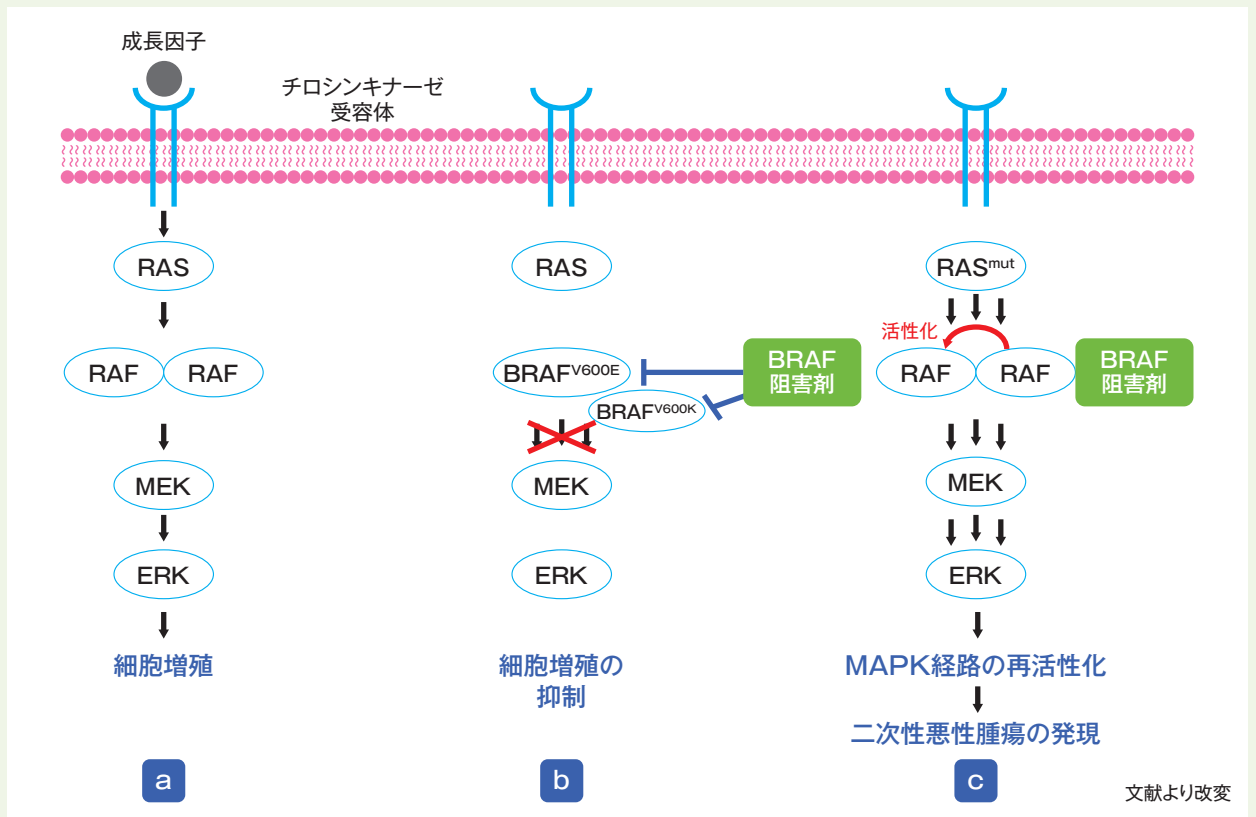 成長因子
チロシンキナーゼ
受容体
RAS
RAF RAF
MEK
ERK
細胞増殖
a
RAS
BRAFV600E
BRAFV600K
BRAF
阻害剤
MEK
ERK
細胞増殖の
抑制
b
RASmut
活性化
RAF RAF
BRAF
阻害剤
MEK
ERK
MAPK経路の再活性化
二次性悪性腫瘍の発現
c
文献より改変